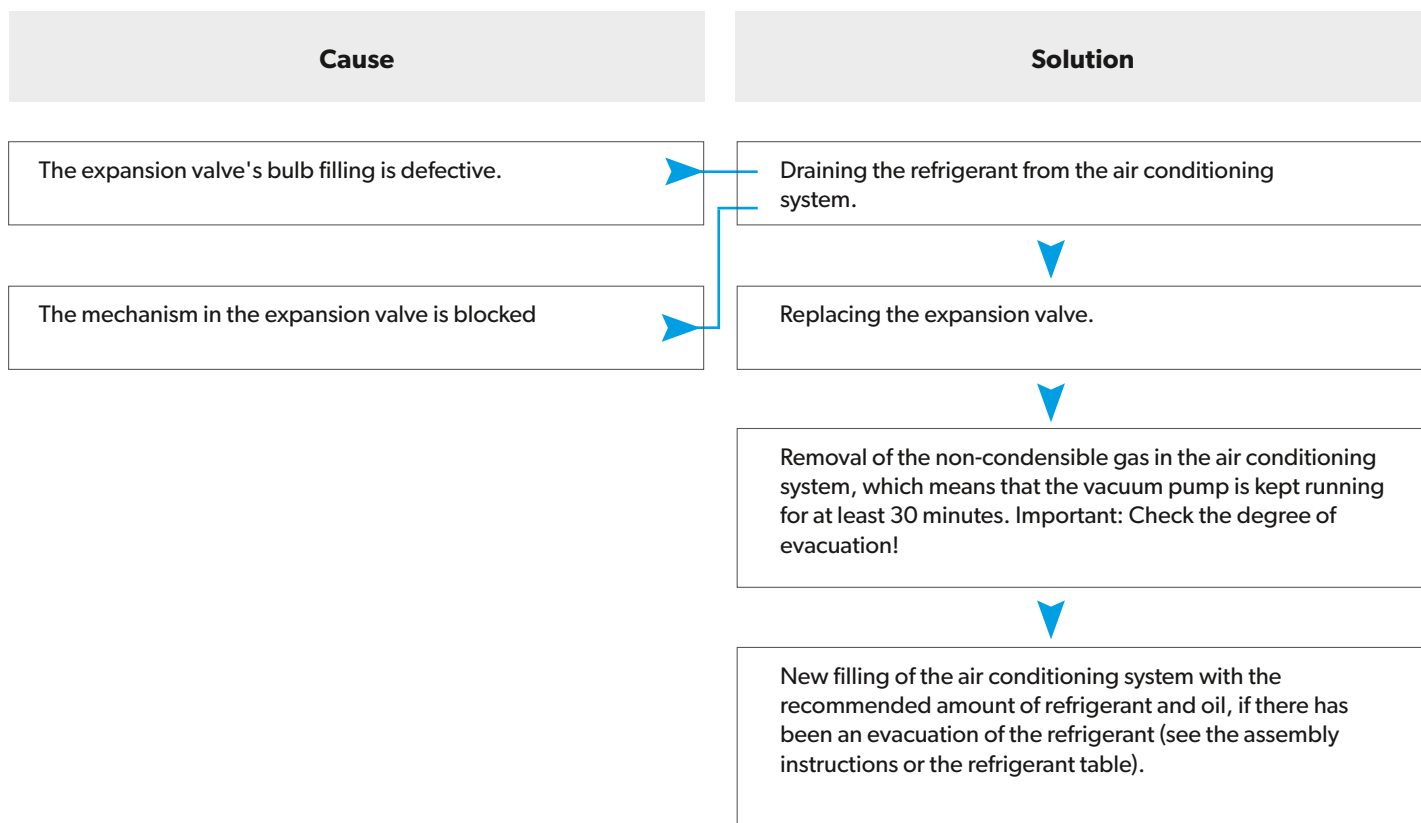 Cause
Solution
The expansion valve's bulb filling is defective.
Draining the refrigerant from the air conditioning
system.
The mechanism in the expansion valve is blocked
Replacing the expansion valve.
Removal of the non-condensible gas in the air conditioning
system, which means that the vacuum pump is kept running
for at least 30 minutes. Important: Check the degree of
evacuation!
New filling of the air conditioning system with the
recommended amount of refrigerant and oil, if there has
been an evacuation of the refrigerant (see the assembly
instructions or the refrigerant table).